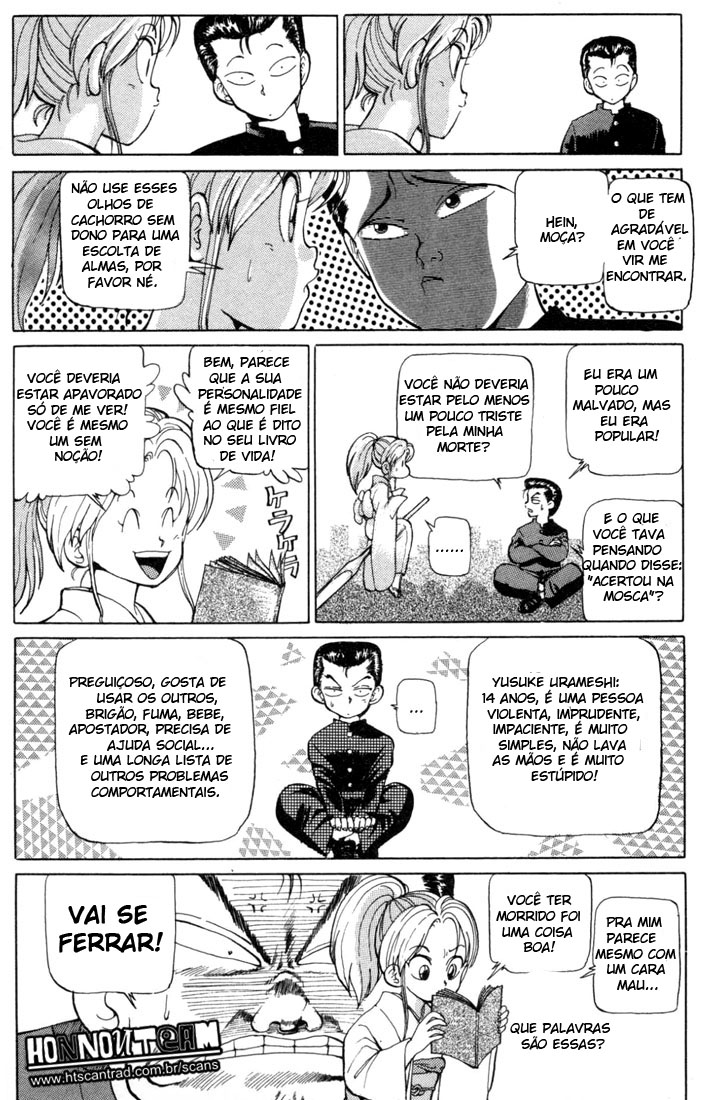 O QUE TEM
DE
AGRADÁVEL
EM VOCÊ
VIR ME
ENCONTRAR.
HEIN,
MOÇA?
NÃO USE ESSES
OLHOS DE
CACHORRO SEM
DONO PARA UMA
ESCOLTA DE
ALMAS, POR
FAVOR NÉ.
EU ERA UM
POUCO
MALVADO, MAS
EU ERA
POPULAR!
VOCÊ NÃO DEVERIA
ESTAR PELO MENOS
UM POUCO TRISTE
PELA MINHA
MORTE?
E O QUE
VOCÊ TAVA
PENSANDO
QUANDO DISSE:
"ACERTOU NA
MOSCA"?
......
BEM, PARECE
QUE A SUA
PERSONALIDADE
É MESMO FIEL
AO QUE É DITO
NO SEU LIVRO
DE VIDA!
VOCÊ DEVERIA
ESTAR APAVORADO
SÓ DE ME VER!
VOCÊ É MESMO
UM SEM
NOÇÃO!
ケラケラ
YUSUKE URAMESHI:
14 ANOS, É UMA PESSOA
VIOLENTA, IMPRUDENTE,
IMPACIENTE, É MUITO
SIMPLES, NÃO LAVA
AS MÃOS E É MUITO
ESTÚPIDO!
...
PREGUIÇOSO, GOSTA DE
USAR OS OUTROS,
BRIGÃO, FUMA, BEBE,
APOSTADOR, PRECISA DE
AJUDA SOCIAL...
E UMA LONGA LISTA DE
OUTROS PROBLEMAS
COMPORTAMENTAIS.
PRA MIM
PARECE
MESMO COM
UM CARA
MAU...
VOCÊ TER
MORRIDO FOI
UMA COISA
BOA!
QUE PALAVRAS
SÃO ESSAS?
VAI SE
FERRAR!
HONNOU TEAM
www.htscantrad.com.br/scans